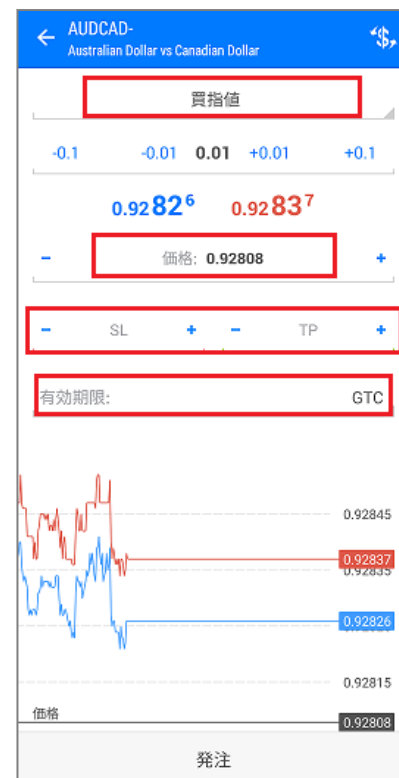 AUDCAD-
Australian Dollar vs Canadian Dollar
買指値
-0.1 -0.01 0.01 +0.01 +0.1
0.92826 0.92837
- 価格: 0.92808 +
- SL + - TP +
有効期限: GTC
0.92845
0.92837
0.92835
0.92826
0.92815
価格
0.92808
発注